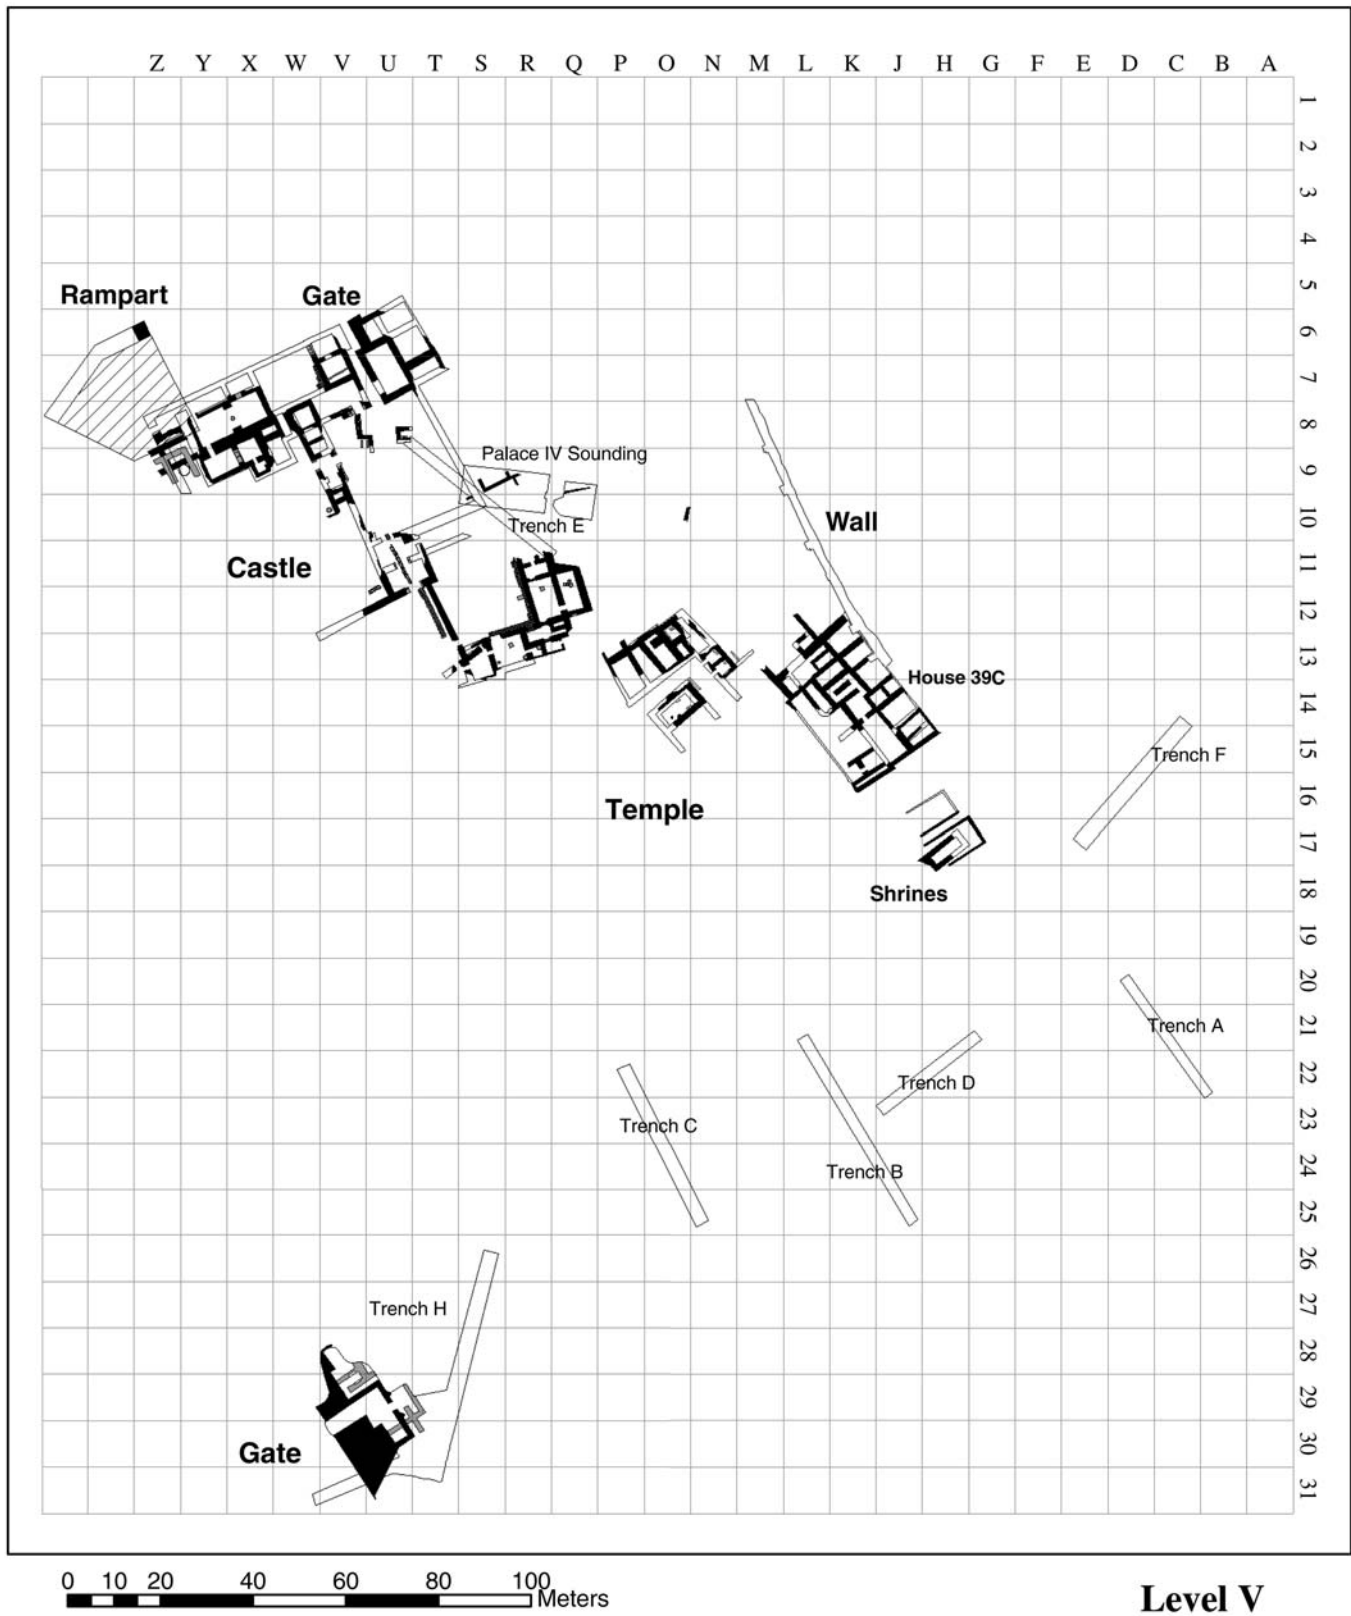 Z Y X W V U T S R Q P O N M L K J H G F E D C B A
1
2
3
4
5
Rampart
Gate
6
7
8
Palace IV Sounding
9
Wall
10
Trench E
Castle
11
12
13
House 39C
14
Trench F
15
Temple
16
17
Shrines
18
19
20
Trench A
21
Trench D
22
Trench C
23
Trench B
24
25
26
Trench H
27
28
29
Gate
30
31
0 10 20 40 60 80 100
Meters
Level V